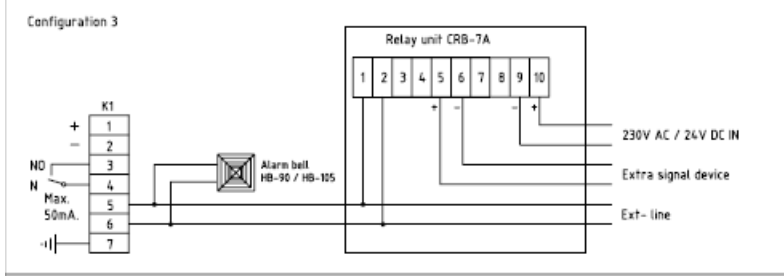 Configuration 3
Relay unit CRB-7A
1 2 3 4 5 6 7 8 9 10
+ - - +
K1
+ 1
- 2
NO 3
N 4
Max.
50mA.
5
6
7
Alarm bell
HB-90 / HB-105
230V AC / 24V DC IN
Extra signal device
Ext- line